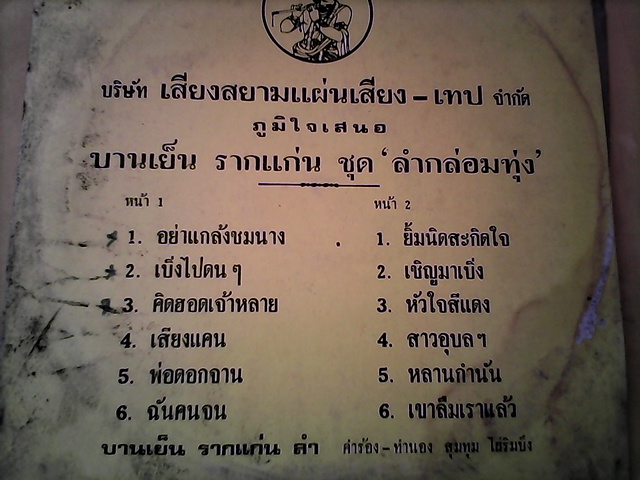 บริษัท เสียงสยามแผ่นเสียง – เทป จำกัด
ภูมิใจเสนอ
บานเย็น รากแก่น ชุด 'ลำกล่อมทุ่ง'
หน้า 1
1. อย่าแกล้งชมนาง
2. เบิ่งไปดน ๆ
3. คิดฮอดเจ้าหลาย
4. เสียงแคน
5. พ่อดอกจาน
6. ฉันคนจน
หน้า 2
1. ยิ้มนิดสะกิดใจ
2. เชิญมาเบิ่ง
3. หัวใจสีแดง
4. สาวอุบลฯ
5. หลานกำนัน
6. เขาลืมเราแล้ว
บานเย็น รากแก่น ลำ คำร้อง – ทำนอง สุมทุม ไผ่ริมบึง